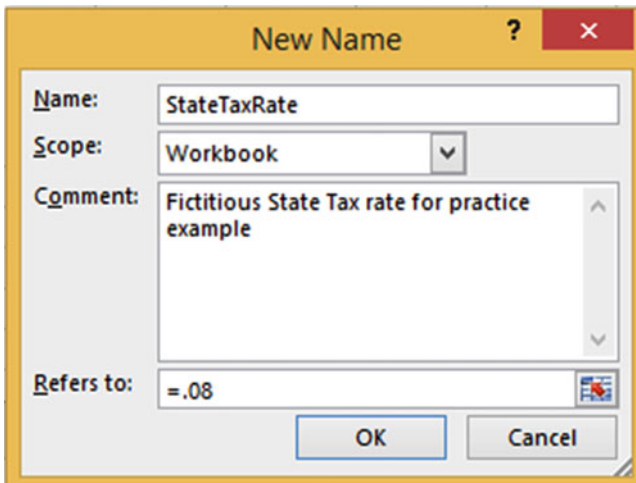 New Name ? ×
Name: StateTaxRate
Scope: Workbook
Comment: Fictitious State Tax rate for practice
example
Refers to: =.08
OK Cancel